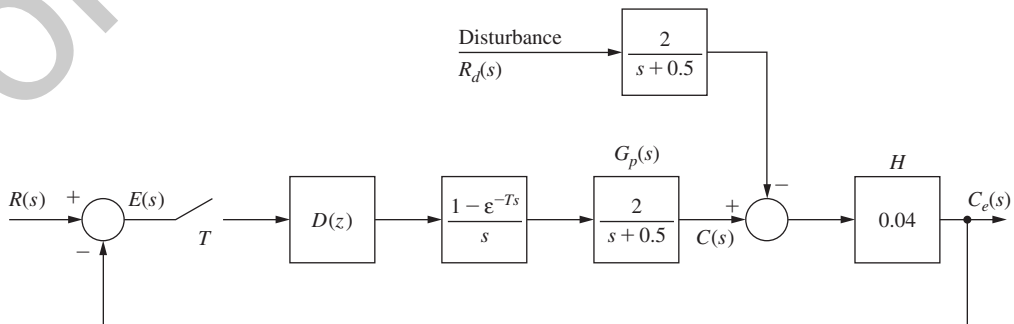 Disturbance
R_d(s)
2
s + 0.5
G_p(s)
H
R(s)
+
−
E(s)
T
D(z)
1 − ε^{−Ts}
s
2
s + 0.5
C(s)
+
−
0.04
C_e(s)